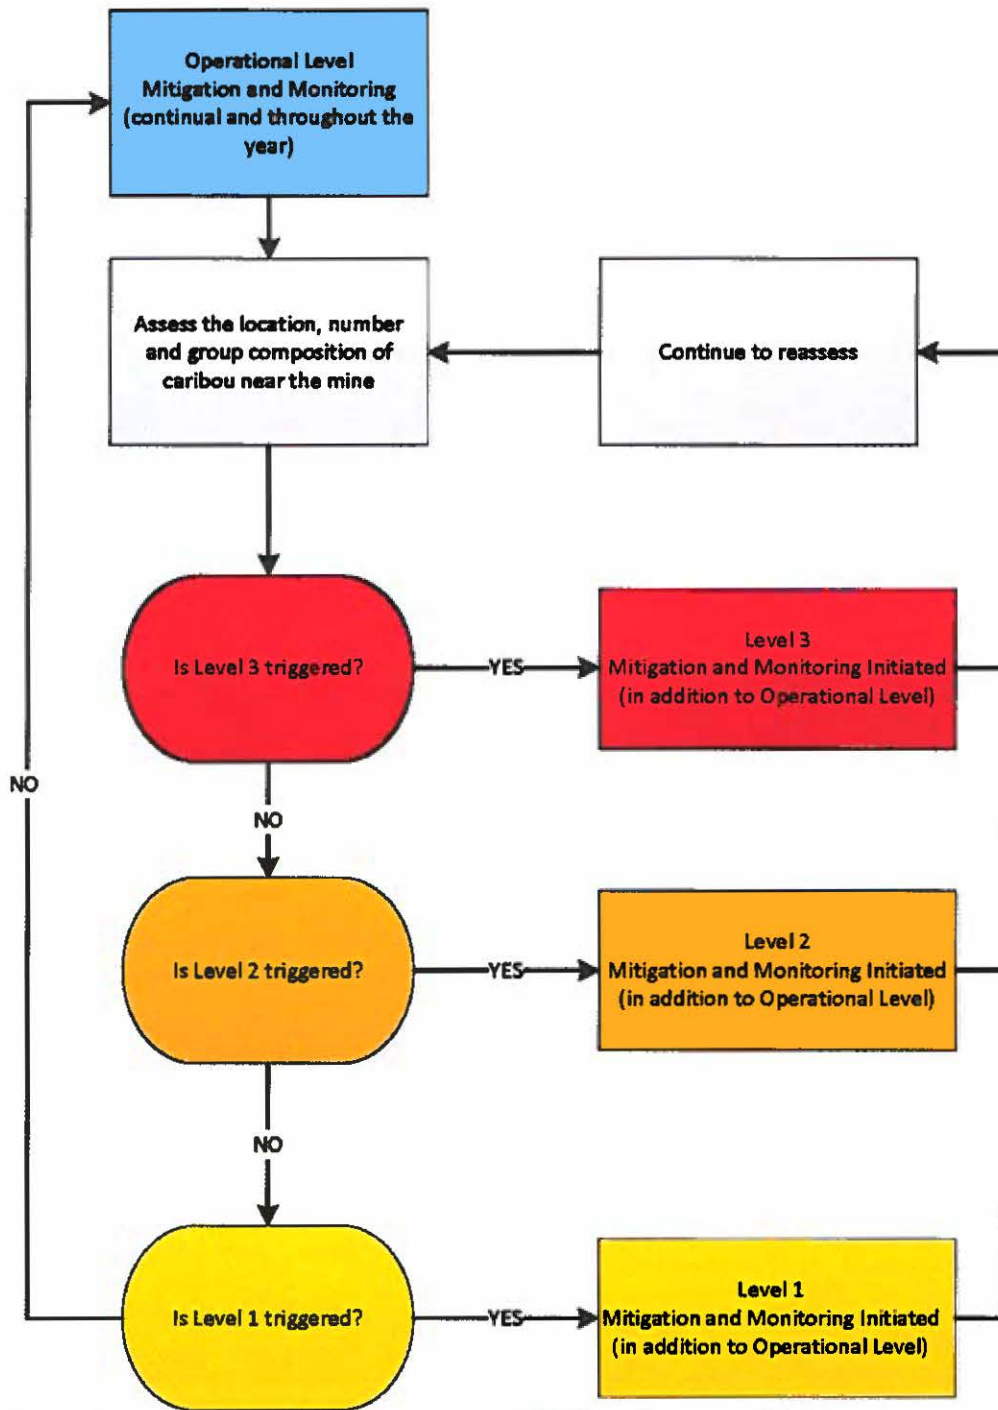 Operational Level
Mitigation and Monitoring
(continual and throughout the
year)
Assess the location, number
and group composition of
caribou near the mine
Continue to reassess
Is Level 3 triggered?
YES
Level 3
Mitigation and Monitoring Initiated
(in addition to Operational Level)
NO
NO
Is Level 2 triggered?
YES
Level 2
Mitigation and Monitoring Initiated
(in addition to Operational Level)
NO
Is Level 1 triggered?
YES
Level 1
Mitigation and Monitoring Initiated
(in addition to Operational Level)